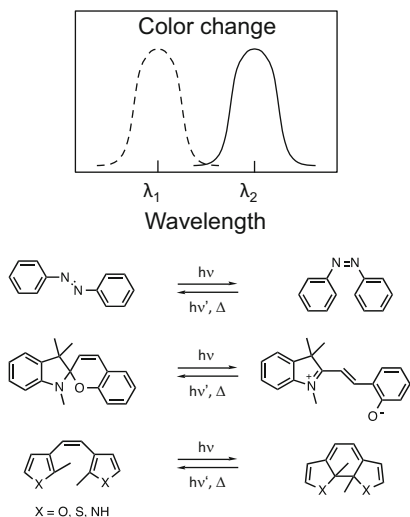 Color change
λ1 λ2
Wavelength
N N hν hν', Δ N=N
N O hν hν', Δ N+ O-
X X hν hν', Δ X X
X = O, S, NH